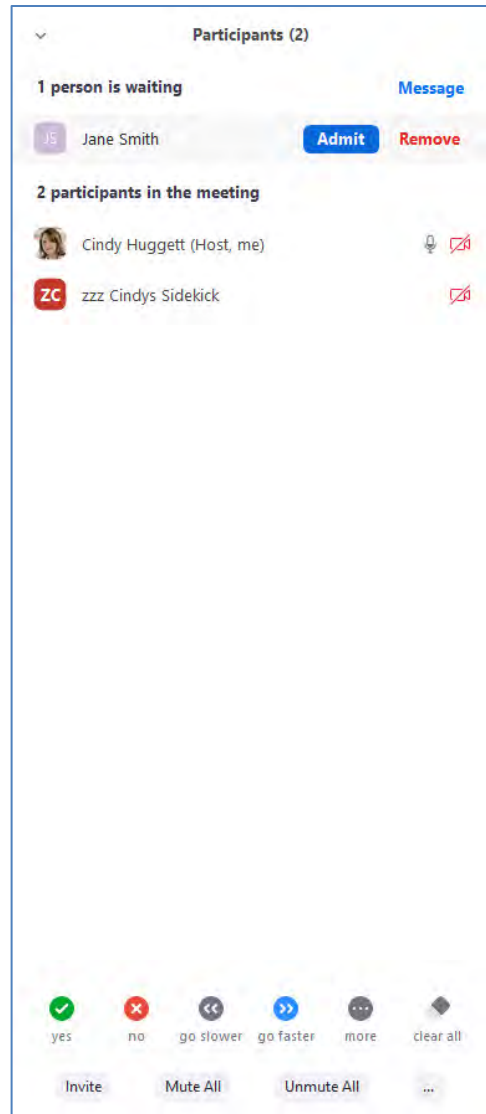 Participants (2)
1 person is waiting Message
JS Jane Smith Admit Remove
2 participants in the meeting
Cindy Huggett (Host, me)
ZC zzz Cindys Sidekick
yes no go slower go faster more clear all
Invite Mute All Unmute All ...